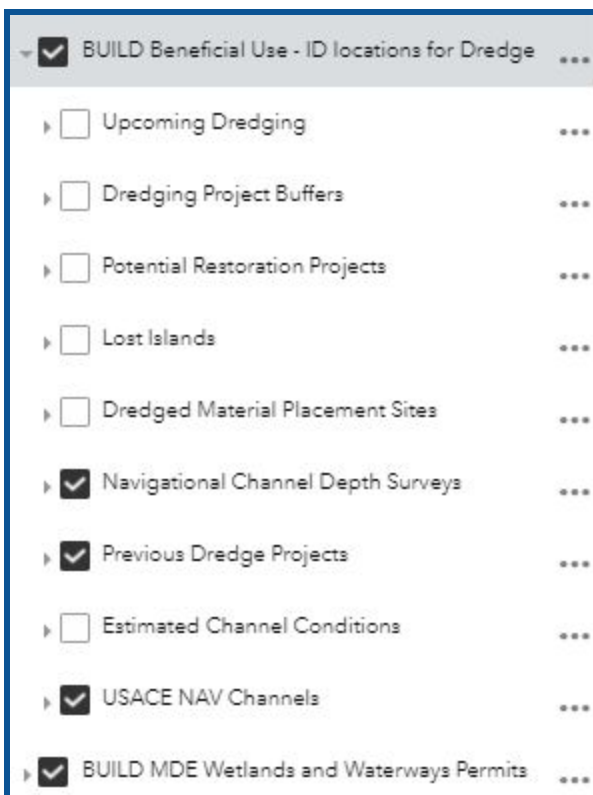 BUILD Beneficial Use - ID locations for Dredge
Upcoming Dredging
Dredging Project Buffers
Potential Restoration Projects
Lost Islands
Dredged Material Placement Sites
Navigational Channel Depth Surveys
Previous Dredge Projects
Estimated Channel Conditions
USACE NAV Channels
BUILD MDE Wetlands and Waterways Permits